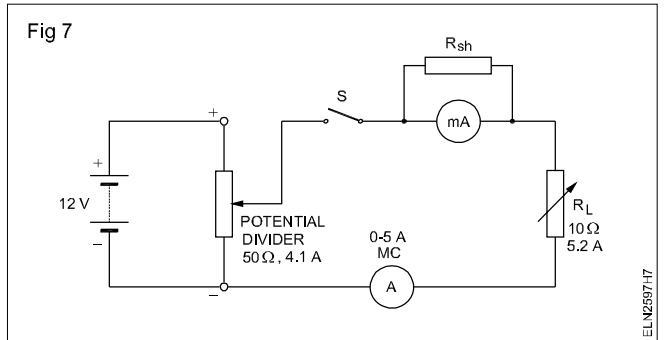 Fig 7
Rsh
S
mA
+
+
12 V
–
POTENTIAL
DIVIDER
50 Ω, 4.1 A
–
RL
10 Ω
5.2 A
0-5 A
MC
A
ELN2597H7